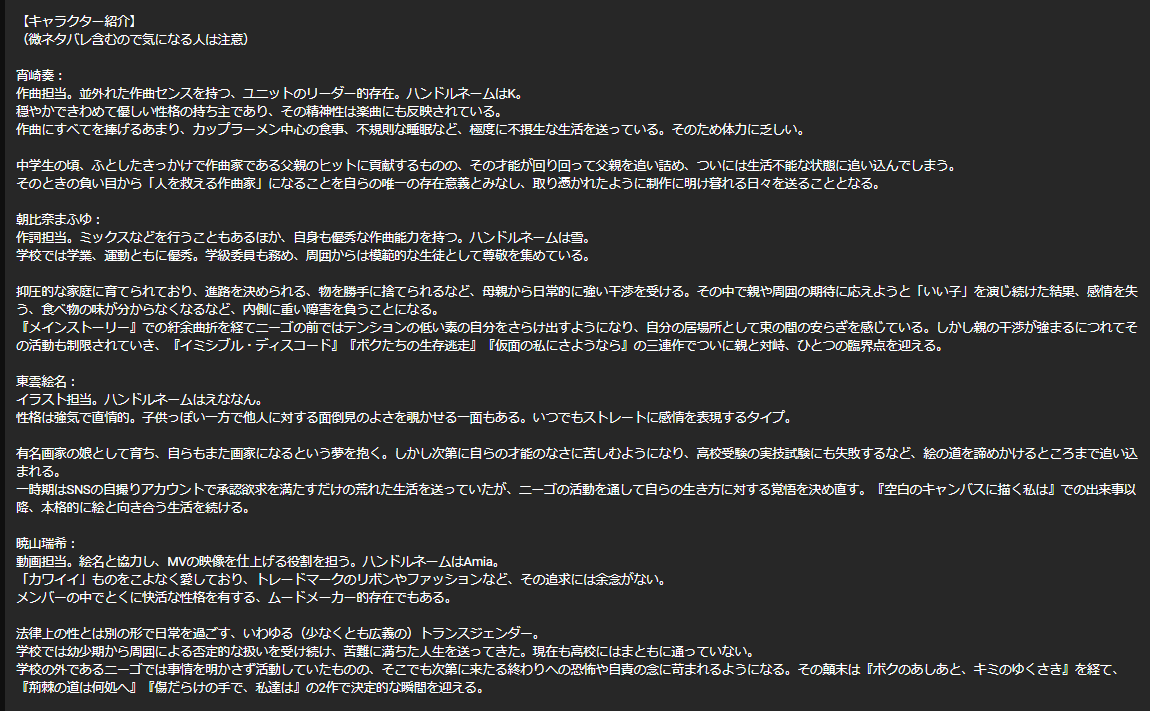 【キャラクター紹介】
（微ネタバレ含むので気になる人は注意）
宵崎奏：
作曲担当。並外れた作曲センスを持つ、ユニットのリーダー的存在。ハンドルネームはK。
穏やかできわめて優しい性格の持ち主であり、その精神性は楽曲にも反映されている。
作曲にすべてを捧げるあまり、カップラーメン中心の食事、不規則な睡眠など、極度に不摂生な生活を送っている。そのため体力に乏しい。
中学生の頃、ふとしたきっかけで作曲家である父親のヒットに貢献するものの、その才能が回り回って父親を追い詰め、ついには生活不能な状態に追い込んでしまう。
そのときの負い目から「人を救える作曲家」になることを自らの唯一の存在意義とみなし、取り憑かれたように制作に明け暮れる日々を送ることとなる。
朝比奈まふゆ：
作詞担当。ミックスなどを行うこともあるほか、自身も優秀な作曲能力を持つ。ハンドルネームは雪。
学校では学業、運動ともに優秀。学級委員も務め、周囲からは模範的な生徒として尊敬を集めている。
抑圧的な家庭に育てられており、進路を決められる、物を勝手に捨てられるなど、母親から日常的に強い干渉を受ける。その中で親や周囲の期待に応えようと「いい子」を演じ続けた結果、感情を失
う、食べ物の味が分からなくなるなど、内側に重い障害を負うことになる。
『メインストーリー』での紆余曲折を経てニーゴの前ではテンションの低い素の自分をさらけ出すようになり、自分の居場所として束の間の安らぎを感じている。しかし親の干渉が強まるにつれてそ
の活動も制限されていき、『イミシブル・ディスコード』『ボクたちの生存逃走』『仮面の私にさようなら』の三連作でついに親と対峙、ひとつの臨界点を迎える。
東雲絵名：
イラスト担当。ハンドルネームはえななん。
性格は強気で直情的。子供っぽい一方で他人に対する面倒見のよさを覗かせる一面もある。いつでもストレートに感情を表現するタイプ。
有名画家の娘として育ち、自らもまた画家になるという夢を抱く。しかし次第に自らの才能のなさに苦しむようになり、高校受験の実技試験にも失敗するなど、絵の道を諦めかけるところまで追い込
まれる。
一時期はSNSの自撮りアカウントで承認欲求を満たすだけの荒れた生活を送っていたが、ニーゴの活動を通して自らの生き方に対する覚悟を決め直す。『空白のキャンバスに描く私は』での出来事以
降、本格的に絵と向き合う生活を続ける。
暁山瑞希：
動画担当。絵名と協力し、MVの映像を仕上げる役割を担う。ハンドルネームはAmia。
「カワイイ」ものをこよなく愛しており、トレードマークのリボンやファッションなど、その追求には余念がない。
メンバーの中でとくに快活な性格を有する、ムードメーカー的存在でもある。
法律上の性とは別の形で日常を過ごす、いわゆる（少なくとも広義の）トランスジェンダー。
学校では幼少期から周囲による否定的な扱いを受け続け、苦難に満ちた人生を送ってきた。現在も高校にはまともに通っていない。
学校の外であるニーゴでは事情を明かさず活動していたものの、そこでも次第に来たる終わりへの恐怖や自責の念に苛まれるようになる。その顛末は『ボクのあしあと、キミのゆくさき』を経て、
『荊棘の道は何処へ』『傷だらけの手で、私達は』の2作で決定的な瞬間を迎える。